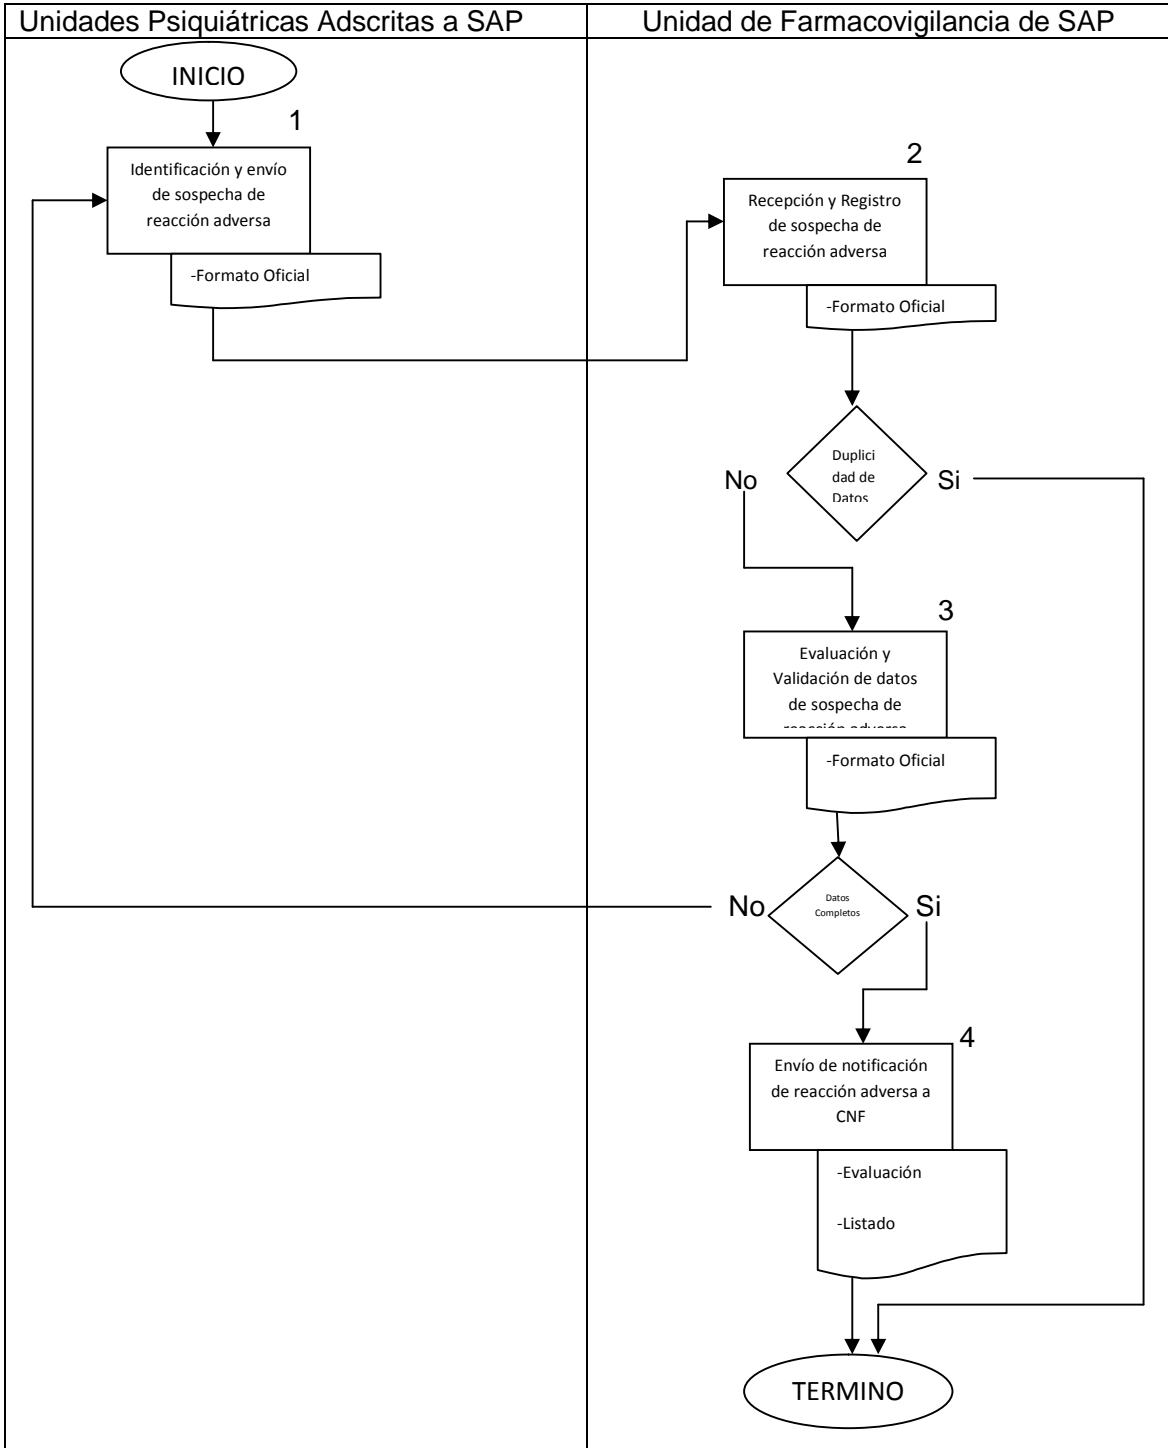 Unidades Psiquiátricas Adscritas a SAP
Unidad de Farmacovigilancia de SAP
INICIO
1
Identificación y envío
de sospecha de
reacción adversa
-Formato Oficial
2
Recepción y Registro
de sospecha de
reacción adversa
-Formato Oficial
Duplici
dad de
Datos
No
Si
3
Evaluación y
Validación de datos
de sospecha de
reacción adversa
-Formato Oficial
Datos
Completos
No
Si
4
Envío de notificación
de reacción adversa a
CNF
-Evaluación
-Listado
TERMINO